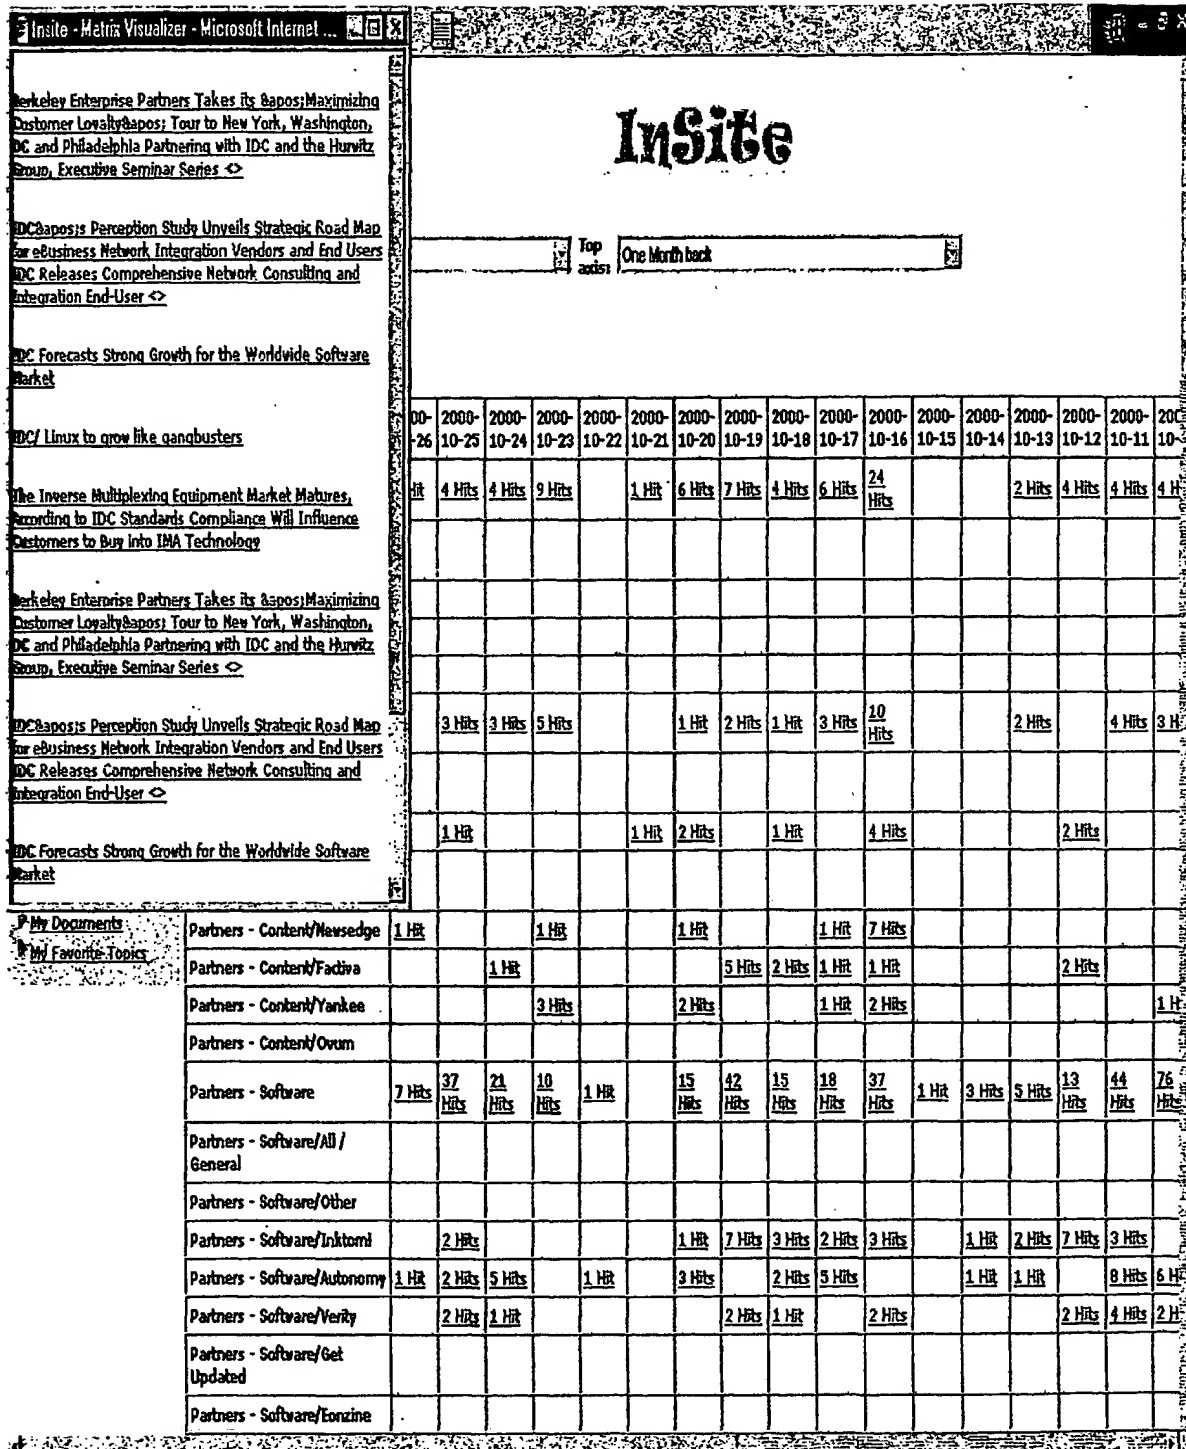 Insite - Matrix Visualizer - Microsoft Internet ...
Berkeley Enterprise Partners Takes its &apos;Maximizing
Customer Loyalty&apos; Tour to New York, Washington,
DC and Philadelphia Partnering with IDC and the Hurwitz
Group, Executive Seminar Series <>
IDC&apos;s Perception Study Unveils Strategic Road Map
for eBusiness Network Integration Vendors and End Users
IDC Releases Comprehensive Network Consulting and
Integration End-User <>
IDC Forecasts Strong Growth for the Worldwide Software
Market
IDC/ Linux to grow like gangbusters
The Inverse Multiplexing Equipment Market Matures,
According to IDC Standards Compliance Will Influence
Customers to Buy into IMA Technology
Berkeley Enterprise Partners Takes its &apos;Maximizing
Customer Loyalty&apos; Tour to New York, Washington,
DC and Philadelphia Partnering with IDC and the Hurwitz
Group, Executive Seminar Series <>
IDC&apos;s Perception Study Unveils Strategic Road Map
for eBusiness Network Integration Vendors and End Users
IDC Releases Comprehensive Network Consulting and
Integration End-User <>
IDC Forecasts Strong Growth for the Worldwide Software
Market
InSite
Top
axis:
One Month back
00- 2000- 2000- 2000- 2000- 2000- 2000- 2000- 2000- 2000- 2000- 2000- 2000- 2000- 2000- 2000- 200
-26 10-25 10-24 10-23 10-22 10-21 10-20 10-19 10-18 10-17 10-16 10-15 10-14 10-13 10-12 10-11 10-
Hit 4 Hits 4 Hits 9 Hits 1 Hit 6 Hits 7 Hits 4 Hits 6 Hits 24 Hits 2 Hits 4 Hits 4 Hits 4 H
3 Hits 3 Hits 5 Hits 1 Hit 2 Hits 1 Hit 3 Hits 10 Hits 2 Hits 4 Hits 3 H
1 Hit 1 Hit 2 Hits 1 Hit 4 Hits 2 Hits
My Documents
My Favorite Topics
Partners - Content/Newsedge 1 Hit 1 Hit 1 Hit 1 Hit 7 Hits
Partners - Content/Factiva 1 Hit 5 Hits 2 Hits 1 Hit 1 Hit 2 Hits
Partners - Content/Yankee 3 Hits 2 Hits 1 Hit 2 Hits 1 H
Partners - Content/Ovum
Partners - Software 7 Hits 37 Hits 21 Hits 10 Hits 1 Hit 15 Hits 42 Hits 15 Hits 18 Hits 37 Hits 1 Hit 3 Hits 5 Hits 13 Hits 44 Hits 76 Hits
Partners - Software/All /
General
Partners - Software/Other
Partners - Software/Inktomi 2 Hits 1 Hit 7 Hits 3 Hits 2 Hits 3 Hits 1 Hit 2 Hits 7 Hits 3 Hits
Partners - Software/Autonomy 1 Hit 2 Hits 5 Hits 1 Hit 3 Hits 2 Hits 5 Hits 1 Hit 1 Hit 8 Hits 6 H
Partners - Software/Verity 2 Hits 1 Hit 2 Hits 1 Hit 2 Hits 2 Hits 4 Hits 2 H
Partners - Software/Get
Updated
Partners - Software/Eonzine